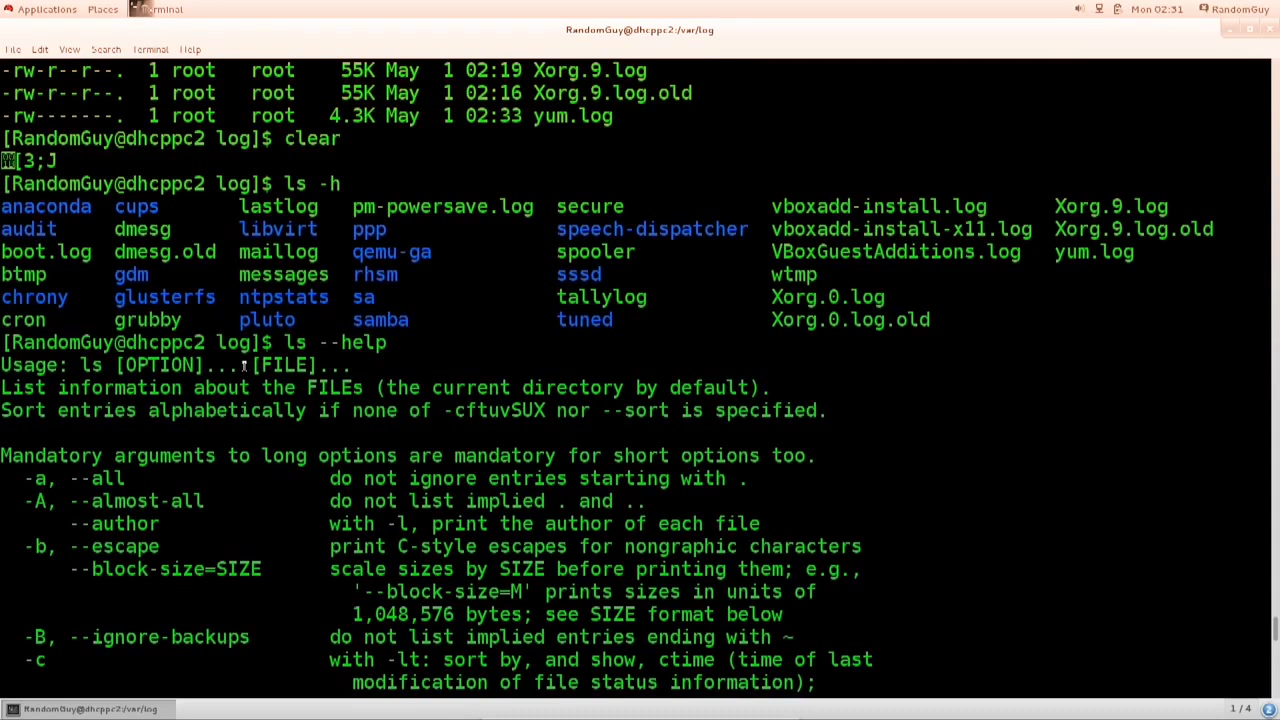 Applications Places Terminal Mon 02:31 RandomGuy
RandomGuy@dhcppc2:/var/log
File Edit View Search Terminal Help
-rw-r--r--. 1 root root 55K May 1 02:19 Xorg.9.log
-rw-r--r--. 1 root root 55K May 1 02:16 Xorg.9.log.old
-rw-------. 1 root root 4.3K May 1 02:33 yum.log
[RandomGuy@dhcppc2 log]$ clear
[3;J
[RandomGuy@dhcppc2 log]$ ls -h
anaconda cups lastlog pm-powersave.log secure vboxadd-install.log Xorg.9.log
audit dmesg libvirt ppp speech-dispatcher vboxadd-install-x11.log Xorg.9.log.old
boot.log dmesg.old maillog qemu-ga spooler VBoxGuestAdditions.log yum.log
btmp gdm messages rhsm sssd wtmp
chrony glusterfs ntpstats sa tallylog Xorg.0.log
cron grubby pluto samba tuned Xorg.0.log.old
[RandomGuy@dhcppc2 log]$ ls --help
Usage: ls [OPTION]... [FILE]...
List information about the FILEs (the current directory by default).
Sort entries alphabetically if none of -cftuvSUX nor --sort is specified.
Mandatory arguments to long options are mandatory for short options too.
-a, --all do not ignore entries starting with .
-A, --almost-all do not list implied . and ..
--author with -l, print the author of each file
-b, --escape print C-style escapes for nongraphic characters
--block-size=SIZE scale sizes by SIZE before printing them; e.g.,
'--block-size=M' prints sizes in units of
1,048,576 bytes; see SIZE format below
-B, --ignore-backups do not list implied entries ending with ~
-c with -lt: sort by, and show, ctime (time of last
modification of file status information);
RandomGuy@dhcppc2:/var/log 1 / 4 2